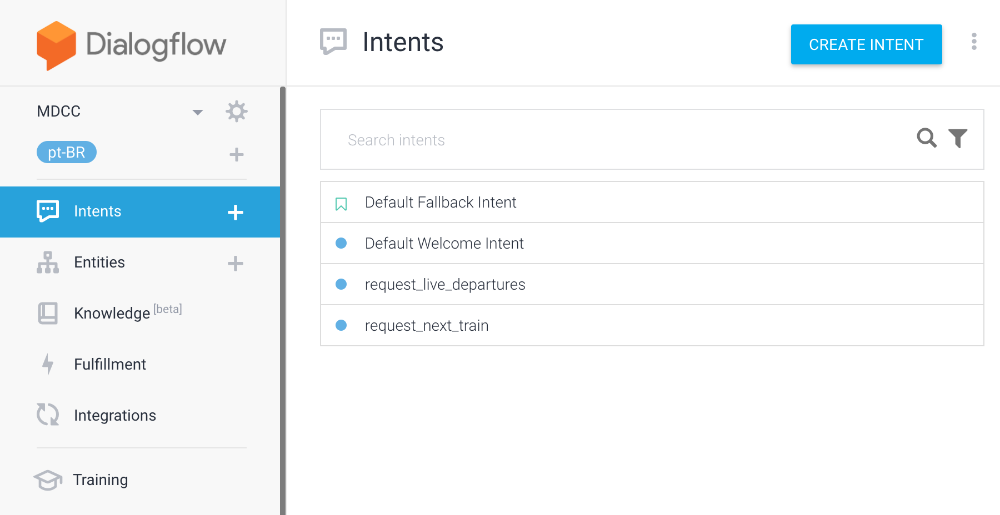 Dialogflow
MDCC
pt-BR
Intents
Entities
Knowledge [beta]
Fulfillment
Integrations
Training
Intents
CREATE INTENT
Search intents
Default Fallback Intent
Default Welcome Intent
request_live_departures
request_next_train